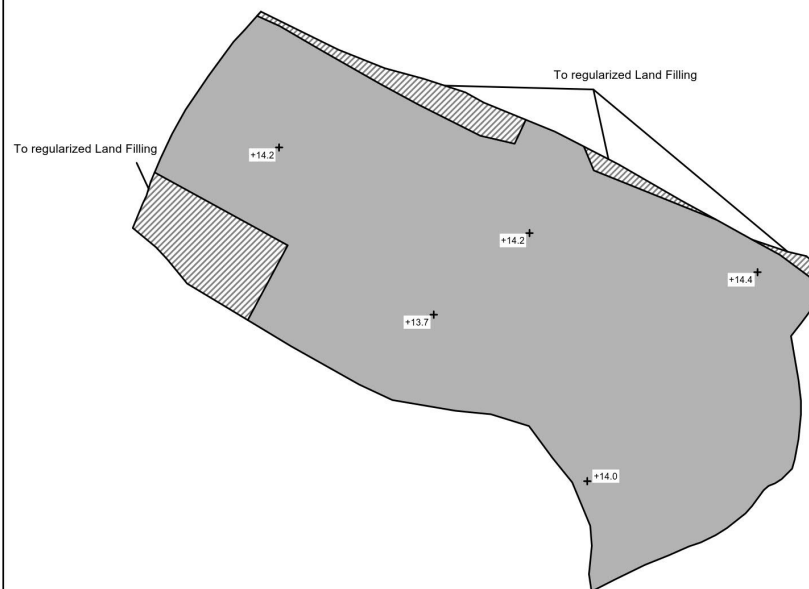 To regularized Land Filling
To regularized Land Filling
+14.2
+14.2
+14.4
+13.7
+14.0